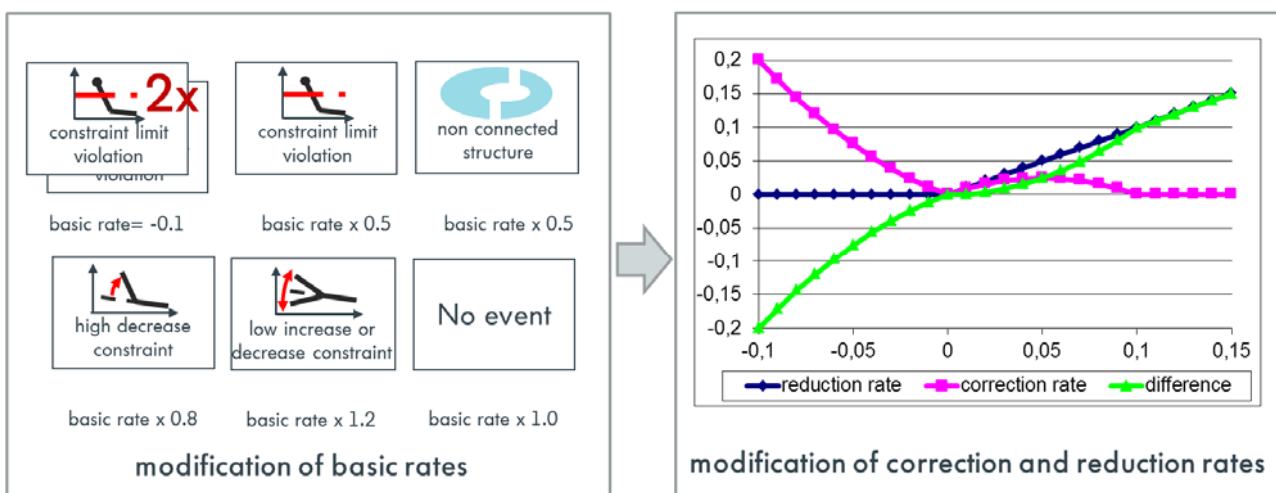 2x
constraint limit
violation
violation
basic rate= -0.1
constraint limit
violation
basic rate x 0.5
non connected
structure
basic rate x 0.5
high decrease
constraint
basic rate x 0.8
low increase or
decrease constraint
basic rate x 1.2
No event
basic rate x 1.0
modification of basic rates
0,2
0,15
0,1
0,05
0
-0,05
-0,1
-0,15
-0,2
-0,1 -0,05 0 0,05 0,1 0,15
reduction rate correction rate difference
modification of correction and reduction rates